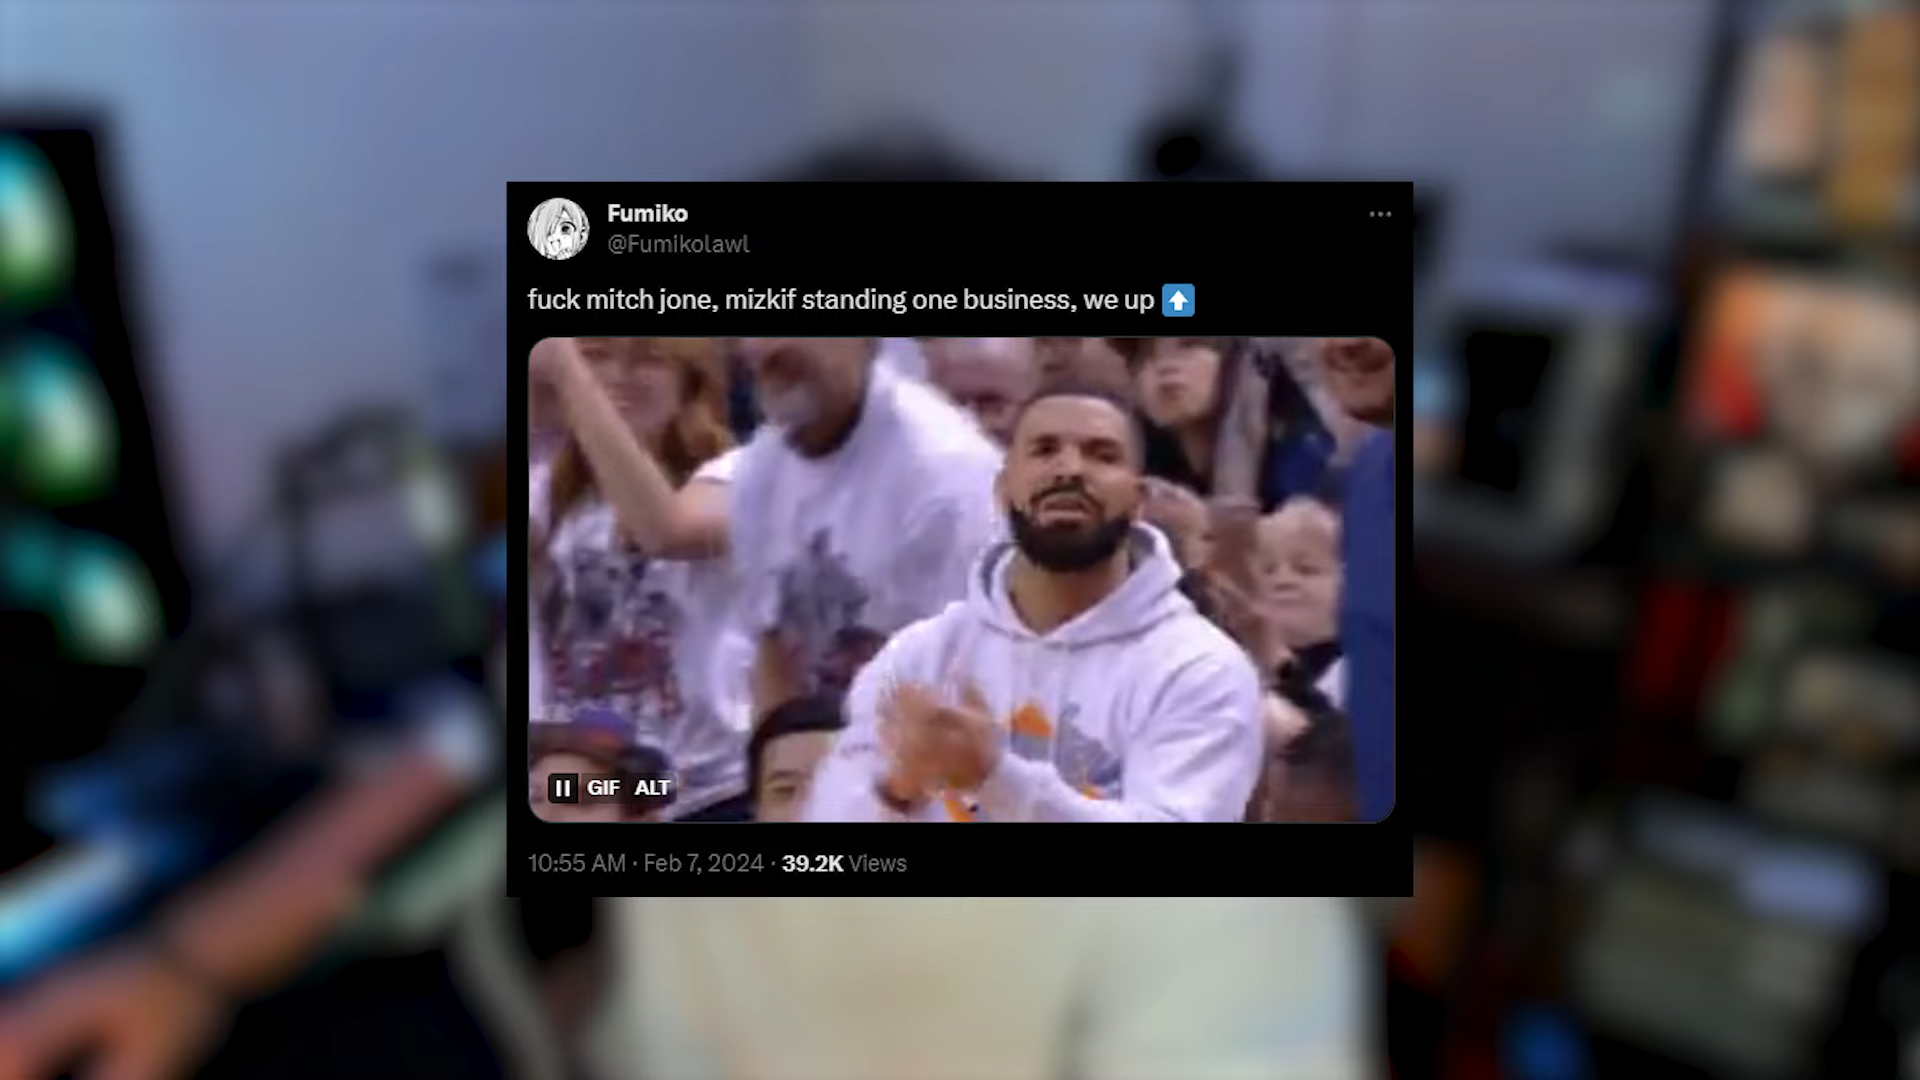 Fumiko
@Fumikolawl
fuck mitch jone, mizkif standing one business, we up ⬆️
GIF ALT
10:55 AM · Feb 7, 2024 · 39.2K Views